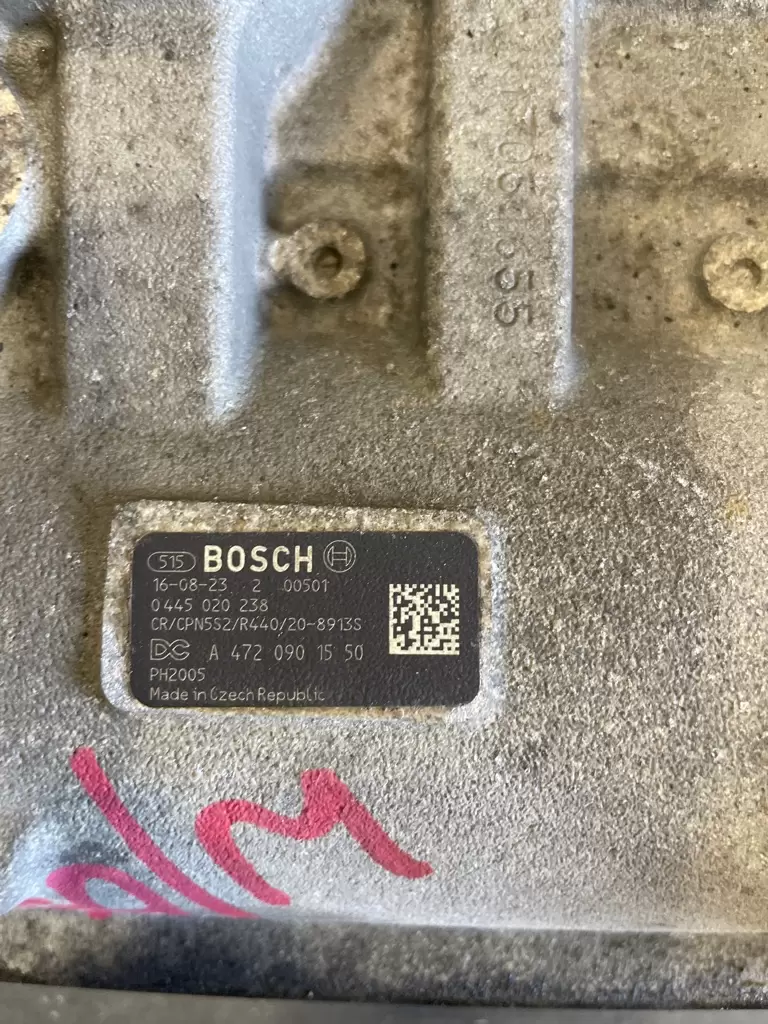 515 BOSCH
16-08-23 2 00501
0 445 020 238
CR/CPN5S2/R440/20-8913S
DC A 472 090 15 50
PH2005
Made in Czech Republic